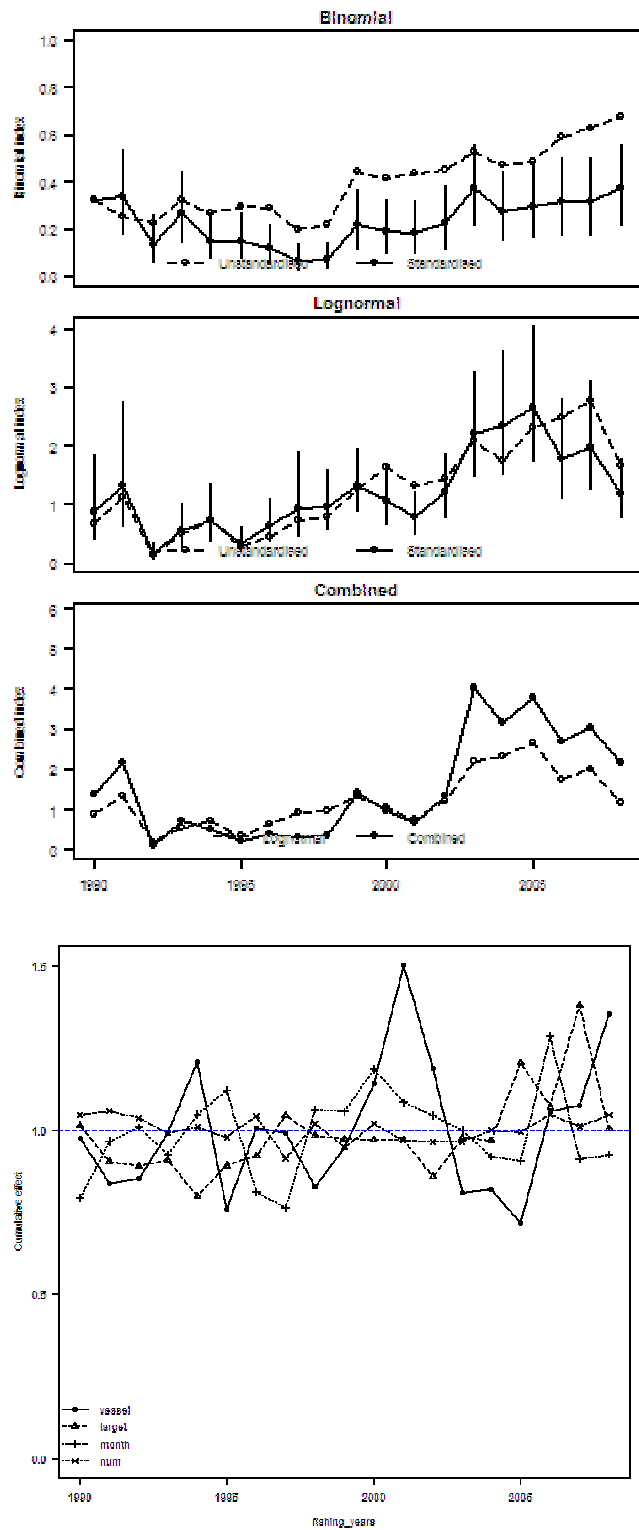 Binomial
1.0
0.8
0.6
0.4
0.2
0.0
Binomial index
Unstandardised
Standardised
Lognormal
4
3
2
1
0
Lognormal index
Unstandardised
Standardised
Combined
6
5
4
3
2
1
0
Combined index
Lognormal
Combined
1990
1995
2000
2005
1.5
1.0
0.5
0.0
Cumulative effect
vessel
target
month
num
1990
1995
2000
2005
fishing_years